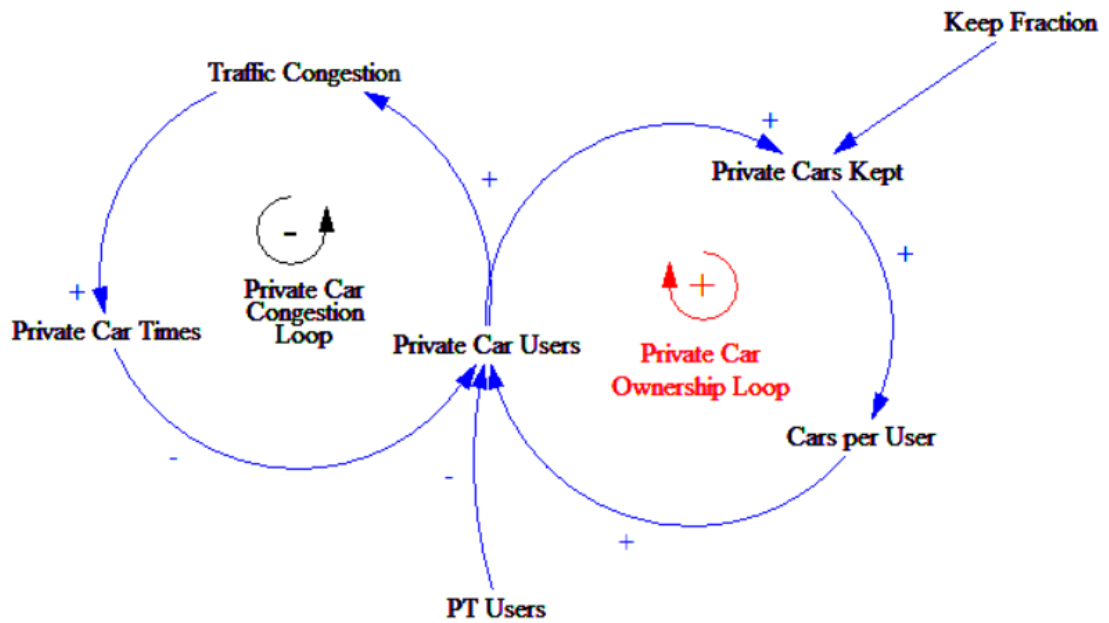 Keep Fraction
Traffic Congestion
+
Private Cars Kept
+
+
-
+
Private Car
Congestion
Loop
+
Private Car Times
Private Car Users
Private Car
Ownership Loop
Cars per User
-
-
+
+
PT Users